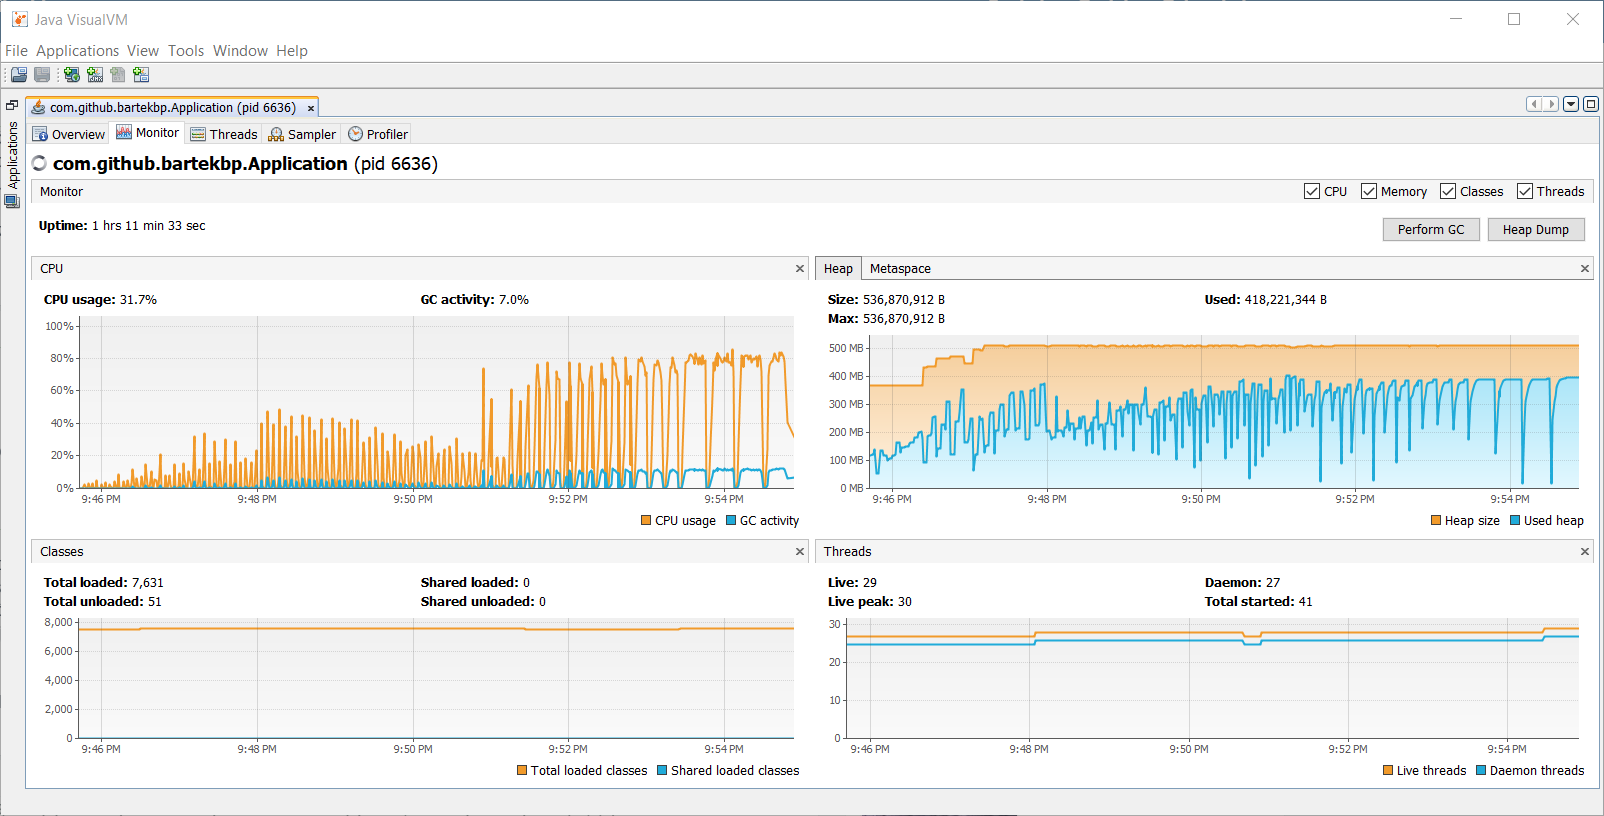 Java VisualVM
File Applications View Tools Window Help
com.github.bartekbp.Application (pid 6636)
Applications
Overview Monitor Threads Sampler Profiler
com.github.bartekbp.Application (pid 6636)
Monitor
CPU Memory Classes Threads
Uptime: 1 hrs 11 min 33 sec
Perform GC Heap Dump
CPU
CPU usage: 31.7% GC activity: 7.0%
100%
80%
60%
40%
20%
0%
9:46 PM 9:48 PM 9:50 PM 9:52 PM 9:54 PM
CPU usage GC activity
Heap Metaspace
Size: 536,870,912 B Used: 418,221,344 B
Max: 536,870,912 B
500 MB
400 MB
300 MB
200 MB
100 MB
0 MB
9:46 PM 9:48 PM 9:50 PM 9:52 PM 9:54 PM
Heap size Used heap
Classes
Total loaded: 7,631 Shared loaded: 0
Total unloaded: 51 Shared unloaded: 0
8,000
6,000
4,000
2,000
0
9:46 PM 9:48 PM 9:50 PM 9:52 PM 9:54 PM
Total loaded classes Shared loaded classes
Threads
Live: 29 Daemon: 27
Live peak: 30 Total started: 41
30
20
10
0
9:46 PM 9:48 PM 9:50 PM 9:52 PM 9:54 PM
Live threads Daemon threads